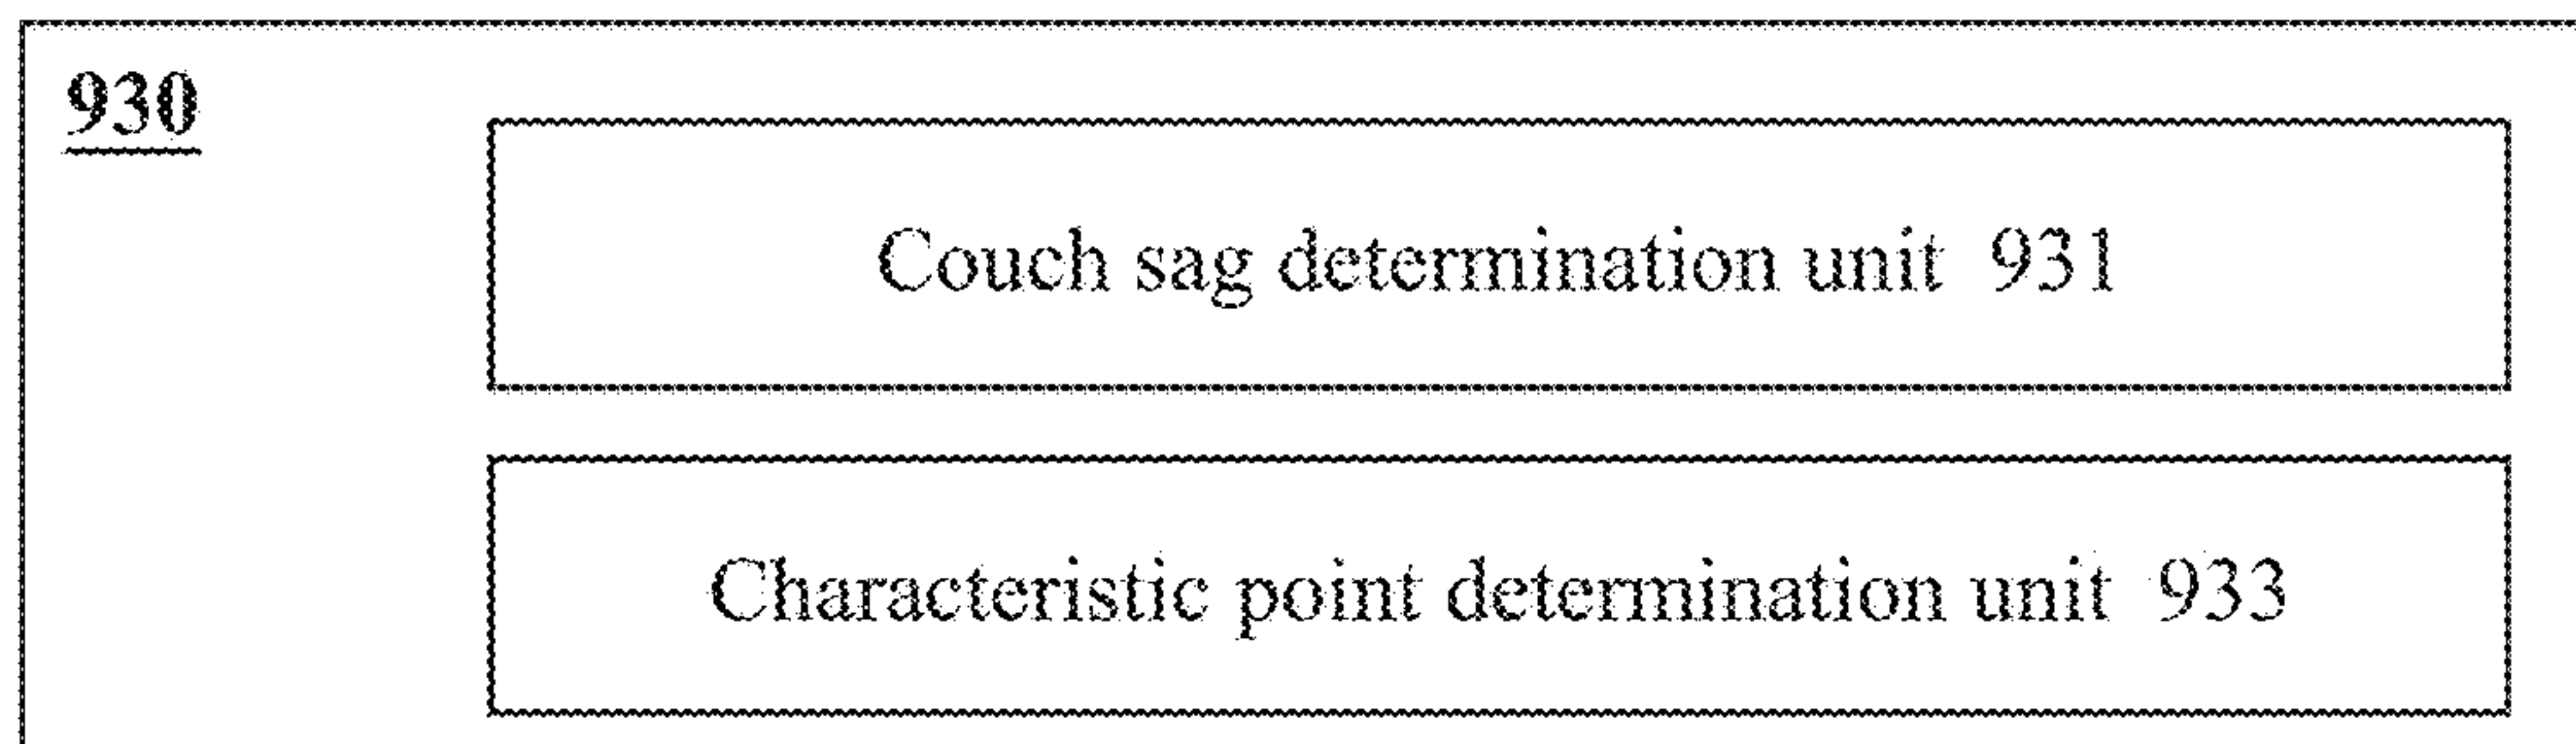 930
Couch sag determination unit 931
Characteristic point determination unit 933